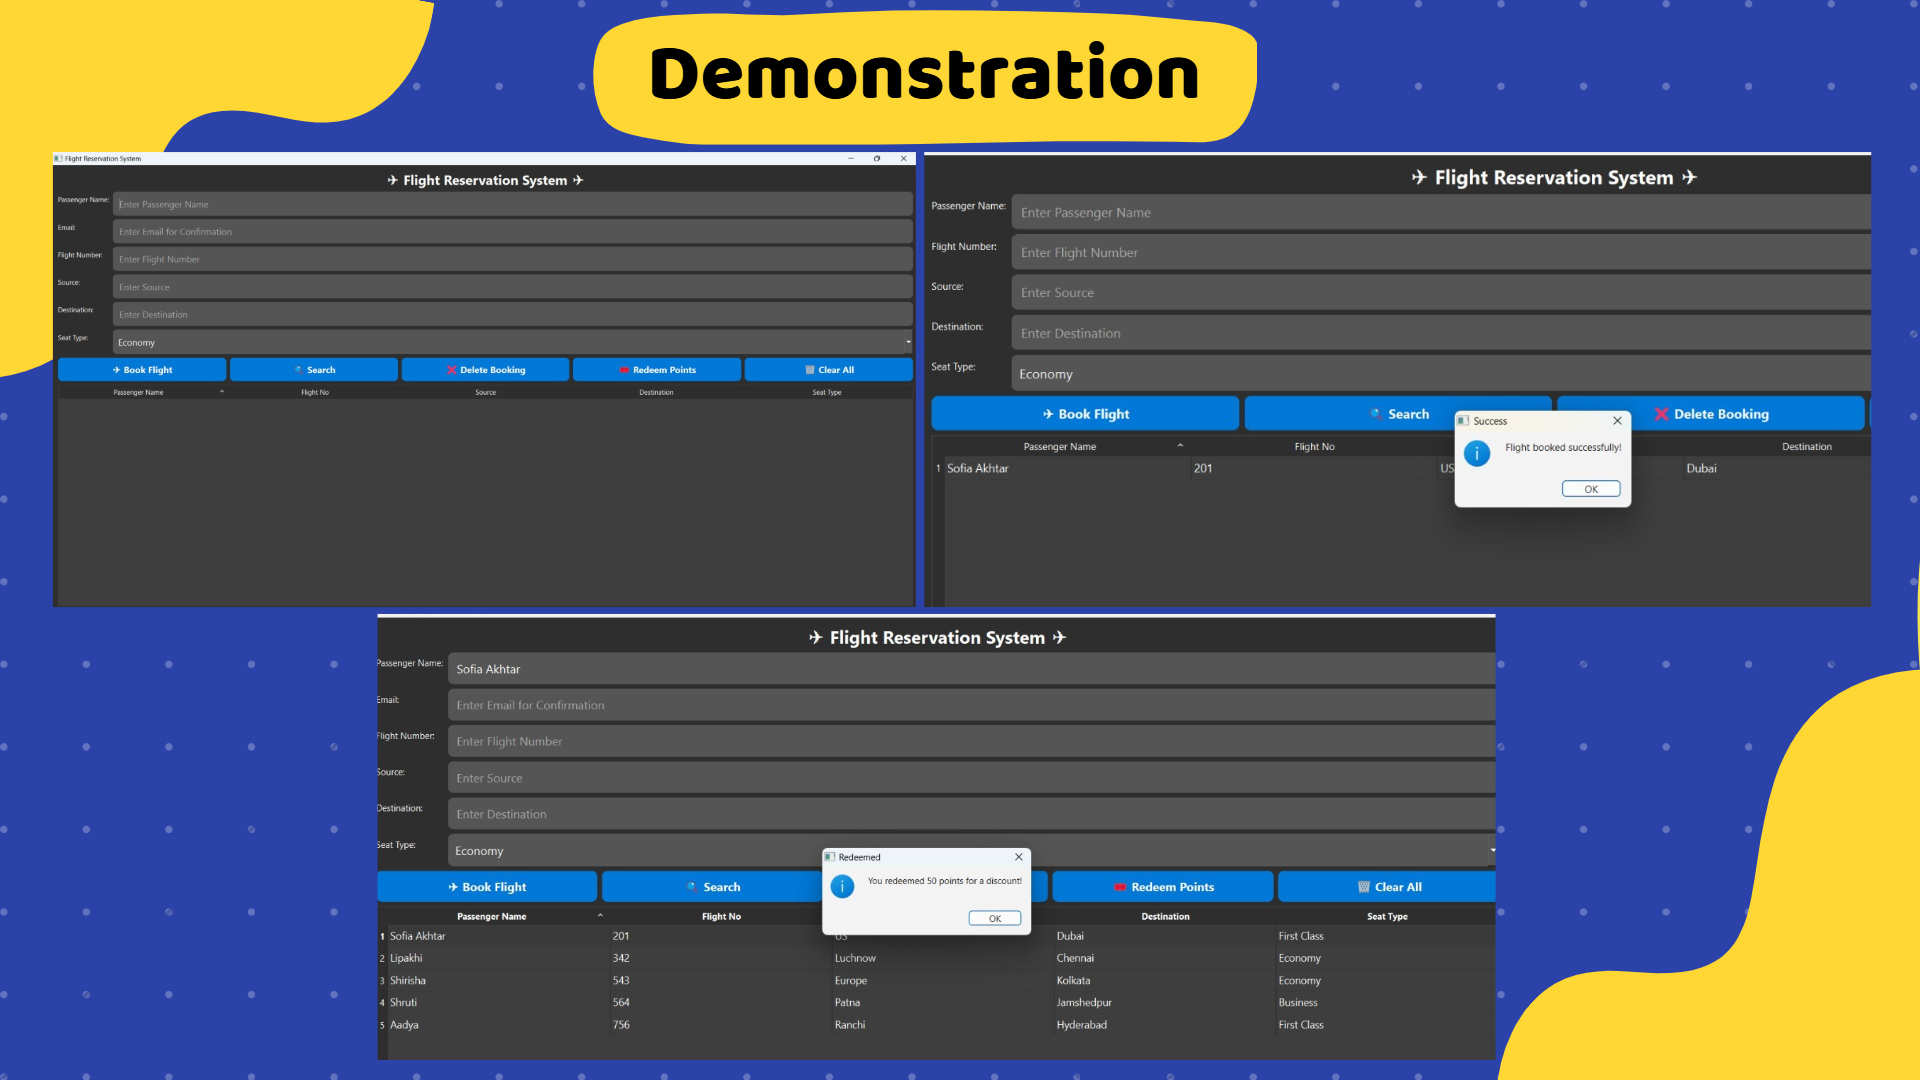 Demonstration
Flight Reservation System
✈ Flight Reservation System ✈
Passenger Name: Enter Passenger Name
Email: Enter Email for Confirmation
Flight Number: Enter Flight Number
Source: Enter Source
Destination: Enter Destination
Seat Type: Economy
✈ Book Flight Search ❌ Delete Booking Redeem Points Clear All
Passenger Name Flight No Source Destination Seat Type
✈ Flight Reservation System ✈
Passenger Name: Enter Passenger Name
Flight Number: Enter Flight Number
Source: Enter Source
Destination: Enter Destination
Seat Type: Economy
✈ Book Flight Search ❌ Delete Booking
Passenger Name Flight No Destination
1 Sofia Akhtar 201 US Dubai
Success
Flight booked successfully!
OK
✈ Flight Reservation System ✈
Passenger Name: Sofia Akhtar
Email: Enter Email for Confirmation
Flight Number: Enter Flight Number
Source: Enter Source
Destination: Enter Destination
Seat Type: Economy
✈ Book Flight Search Redeem Points Clear All
Redeemed
You redeemed 50 points for a discount!
OK
Passenger Name Flight No Destination Seat Type
1 Sofia Akhtar 201 US Dubai First Class
2 Lipakhi 342 Luchnow Chennai Economy
3 Shirisha 543 Europe Kolkata Economy
4 Shruti 564 Patna Jamshedpur Business
5 Aadya 756 Ranchi Hyderabad First Class